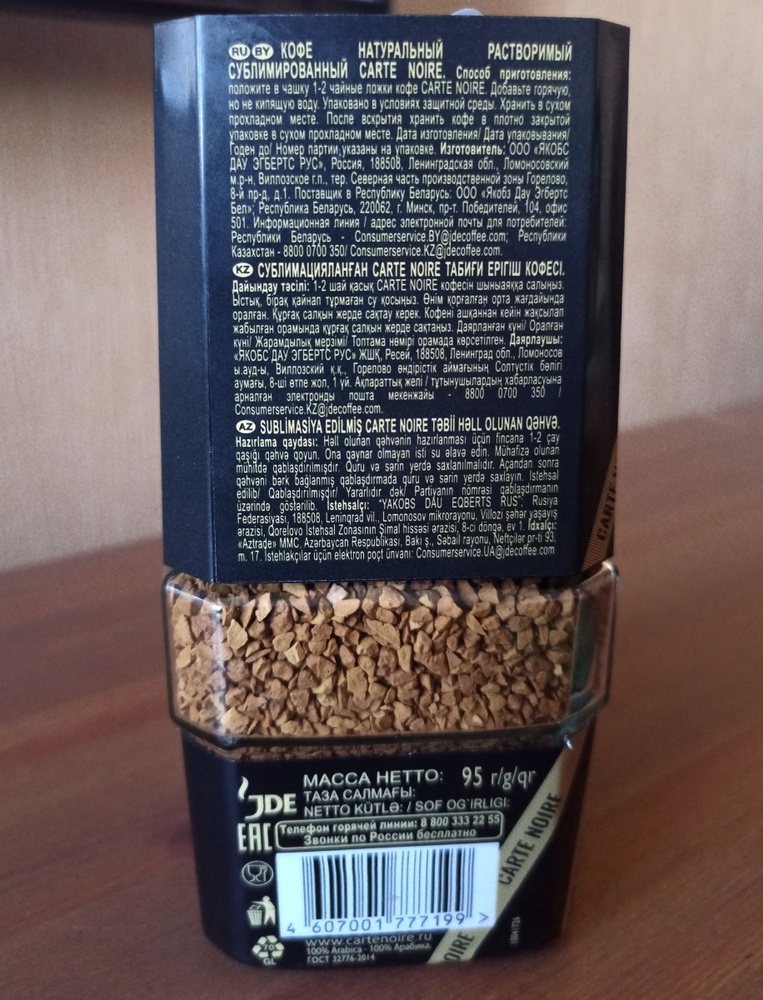 RU BY КОФЕ НАТУРАЛЬНЫЙ РАСТВОРИМЫЙ
СУБЛИМИРОВАННЫЙ CARTE NOIRE. Способ приготовления:
положите в чашку 1-2 чайные ложки кофе CARTE NOIRE. Добавьте горячую,
но не кипящую воду. Упаковано в условиях защитной среды. Хранить в сухом
прохладном месте. После вскрытия хранить кофе в плотно закрытой
упаковке в сухом прохладном месте. Дата изготовления/ Дата упаковывания/
Годен до/ Номер партии указаны на упаковке. Изготовитель: ООО «ЯКОБС
ДАУ ЭГБЕРТС РУС», Россия, 188508, Ленинградская обл., Ломоносовский
м.р-н, Виллозское г.п., тер. Северная часть производственной зоны Горелово,
8-й пр-д, д.1. Поставщик в Республику Беларусь: ООО «Якобз Дау Эгбертс
Бел»; Республика Беларусь, 220062, г. Минск, пр-т. Победителей, 104, офис
501. Информационная линия / адрес электронной почты для потребителей:
Республики Беларусь - Consumerservice.BY@jdecoffee.com; Республики
Казахстан - 8800 0700 350/ Consumerservice.KZ@jdecoffee.com.
KZ СУБЛИМАЦИЯЛАНҒАН CARTE NOIRE ТАБИҒИ ЕРІГІШ КОФЕСІ.
Дайындау тәсілі: 1-2 шай қасық CARTE NOIRE кофесін шыныаяққа салыңыз.
Ыстық, бірақ қайнап тұрмаған су қосыңыз. Өнім қорғалған орта жағдайында
оралған. Құрғақ салқын жерде сақтау керек. Кофені ашқаннан кейін жақсылап
жабылған орамында құрғақ салқын жерде сақтаңыз. Даярланған күні/ Оралған
күні/ Жарамдылық мерзімі/ Топтама нөмірі орамада көрсетілген. Даярлаушы:
«ЯКОБС ДАУ ЭГБЕРТС РУС» ЖШҚ, Ресей, 188508, Ленинград обл., Ломоносов
ы.ауд-ы, Виллозский қ.қ., Горелово өндірістік аймағының Солтүстік бөлігі
аумағы, 8-ші өтпе жол, 1 үй. Ақпараттық желі / тұтынушылардың хабарласуына
арналған электронды пошта мекенжайы - 8800 0700 350 /
Consumerservice.KZ@jdecoffee.com.
AZ SUBLİMASİYA EDİLMİŞ CARTE NOIRE TƏBİİ HƏLL OLUNAN QƏHVƏ.
Hazırlama qaydası: Həll olunan qəhvənin hazırlanması üçün fincana 1-2 çay
qaşığı qəhvə qoyun. Ona qaynar olmayan isti su əlavə edin. Mühafizə olunan
mühitdə qablaşdırılmışdır. Quru və sərin yerdə saxlanılmalıdır. Açandan sonra
qəhvəni bərk bağlanmış qablaşdırmada quru və sərin yerdə saxlayın. İstehsal
edilib/ Qablaşdırılmışdır/ Yararlıdır dək/ Partiyanın nömrəsi qablaşdırmanın
üzərində göstərilib. İstehsalçı: "YAKOBS DAU EQBERTS RUS", Rusiya
Federasiyası, 188508, Leninqrad vil., Lomonosov mikrorayonu, Villozi şəhər yaşayış
ərazisi, Qorelovo İstehsal Zonasının Şimal hissəsi ərazisi, 8-ci döngə, ev 1. İdxalçı:
«Aztrade» MMC, Azərbaycan Respublikası, Bakı ş., Səbail rayonu, Neftçilər pr-ti 93,
m. 17. İstehlakçılar üçün elektron poçt ünvanı: Consumerservice.UA@jdecoffee.com
CARTE N
JDE
МАССА НЕТТО: 95 г/g/qr
ТАЗА САЛМАҒЫ:
NETTO KÜTLƏ: / SOF OG`IRLIGI:
EAC
Телефон горячей линии: 8 800 333 22 55
Звонки по России бесплатно
CARTE NOIRE
4 607001 777199 >
www.cartenoire.ru
100% Arabica - 100% Арабика.
ГОСТ 32776-2014
70
GL
OIRE